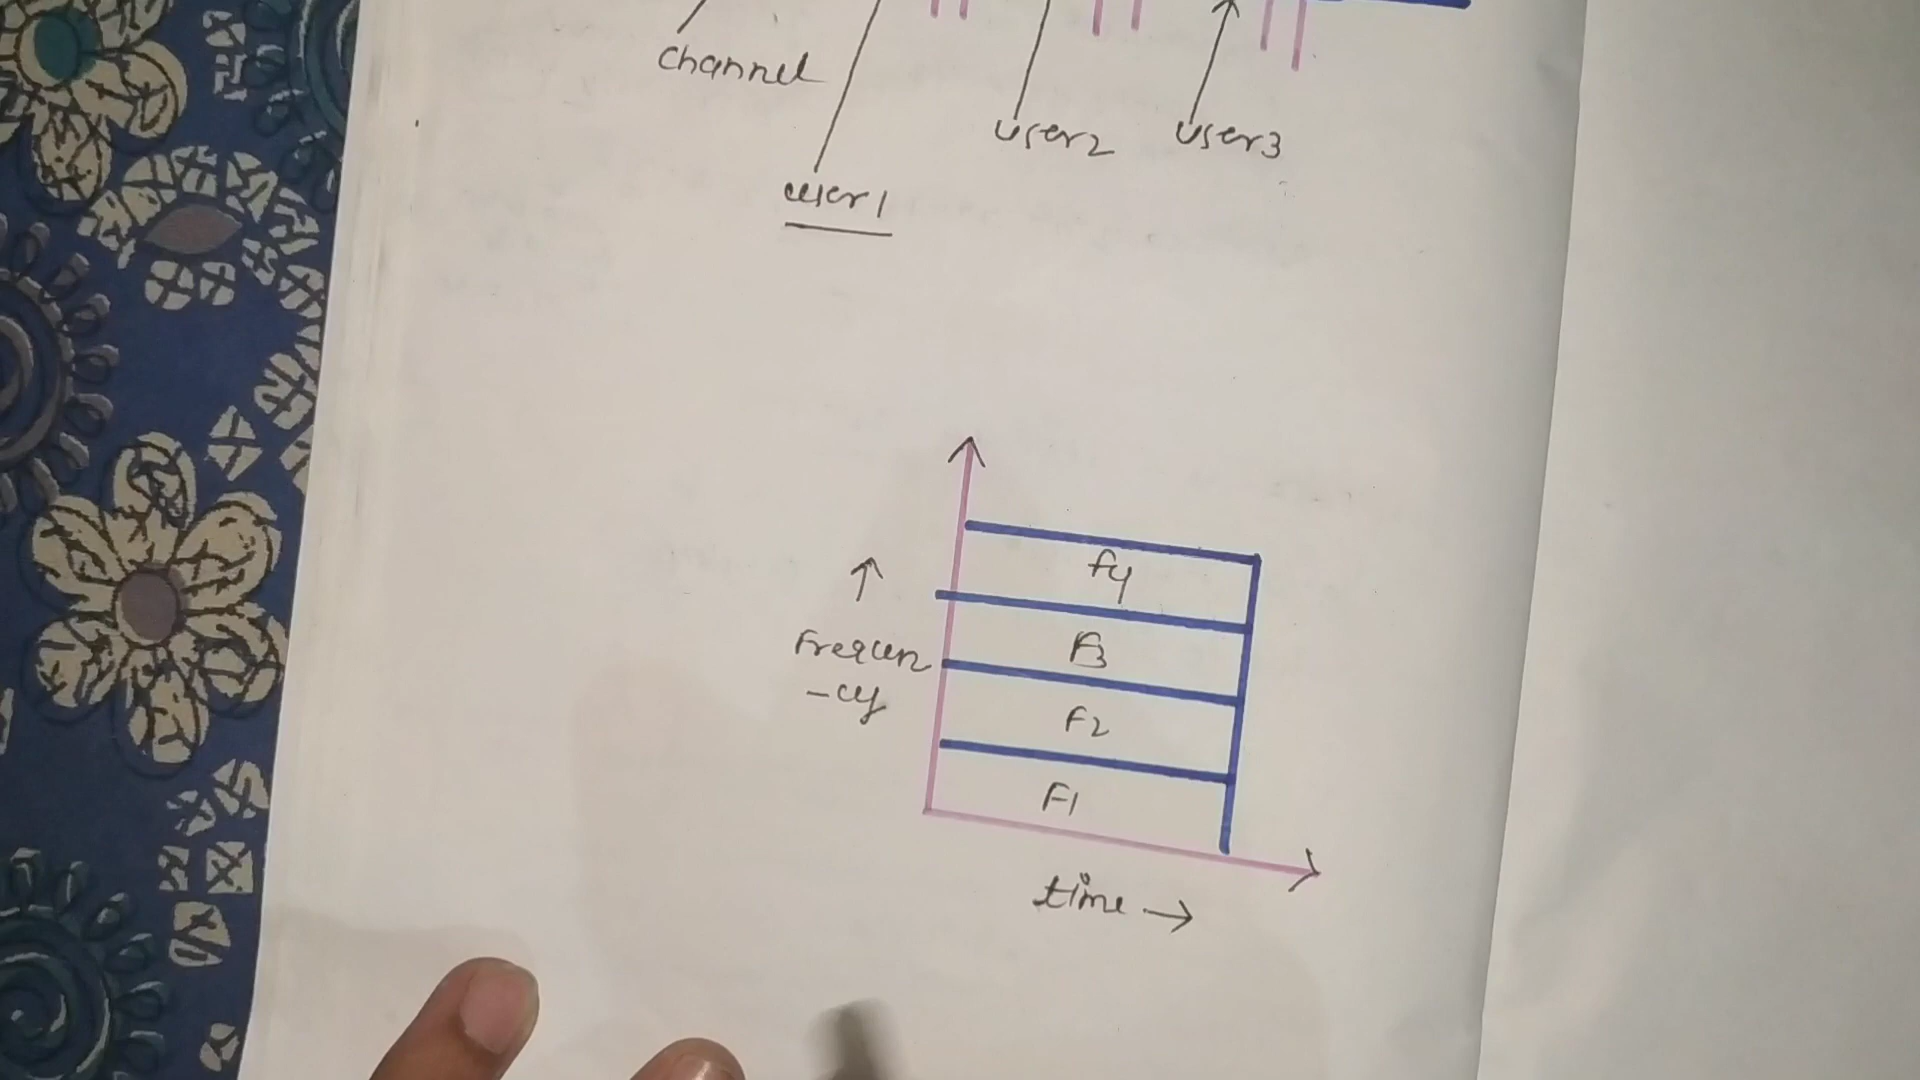 channel
user2 user3
user1
f4
Frequen
F3
-cy
F2
F1
time →